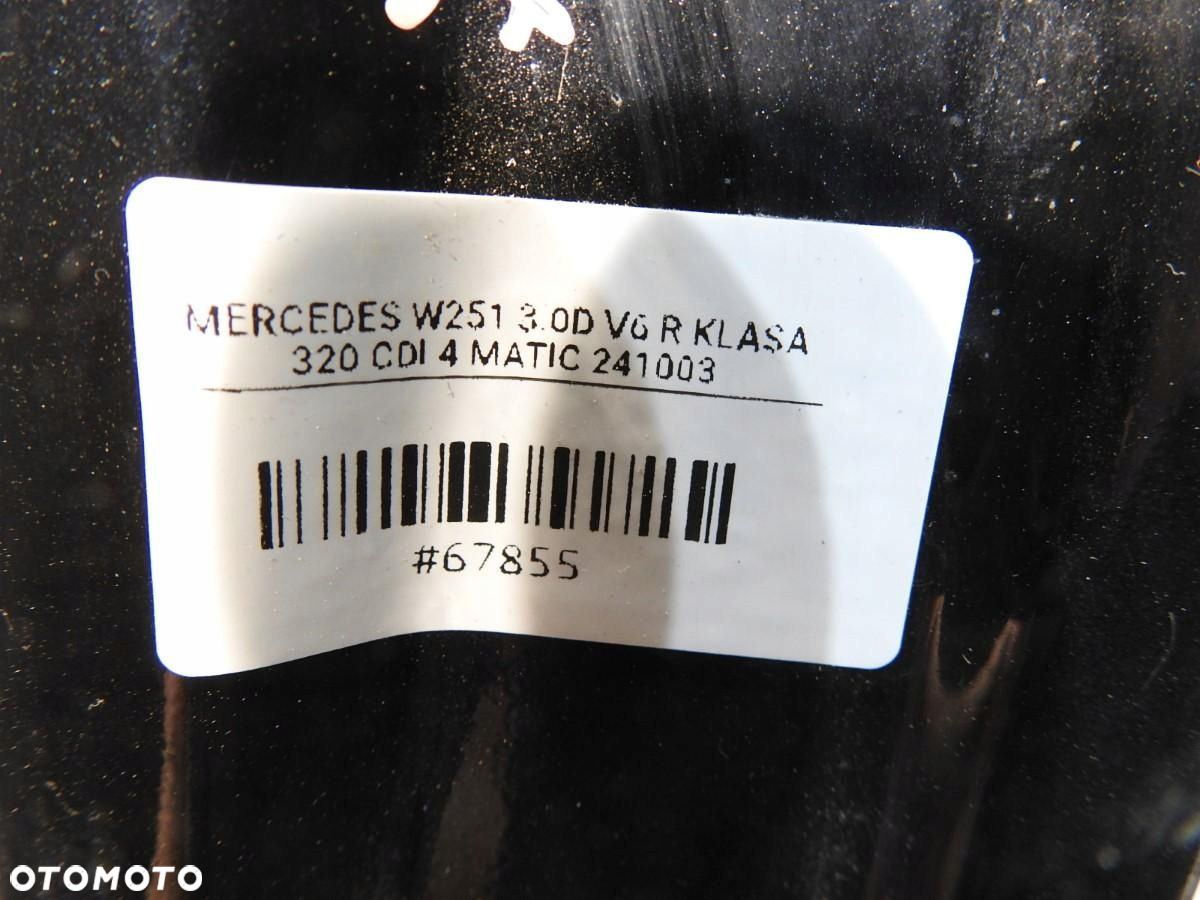 MERCEDES W251 3.0D V6 R KLASA
320 CDI 4 MATIC 241003
#67855
OTOMOTO